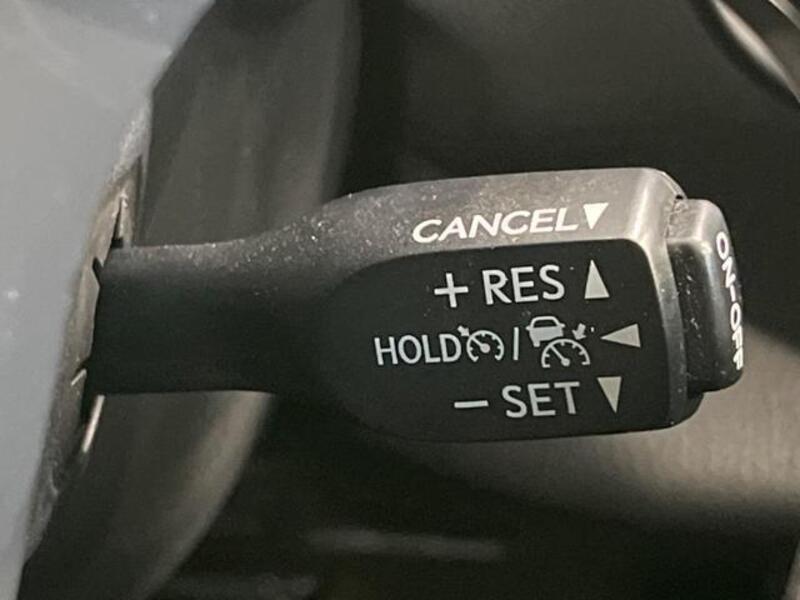 CANCEL▼
+ RES ▲
HOLD / ◀
− SET ▼
ON-OFF